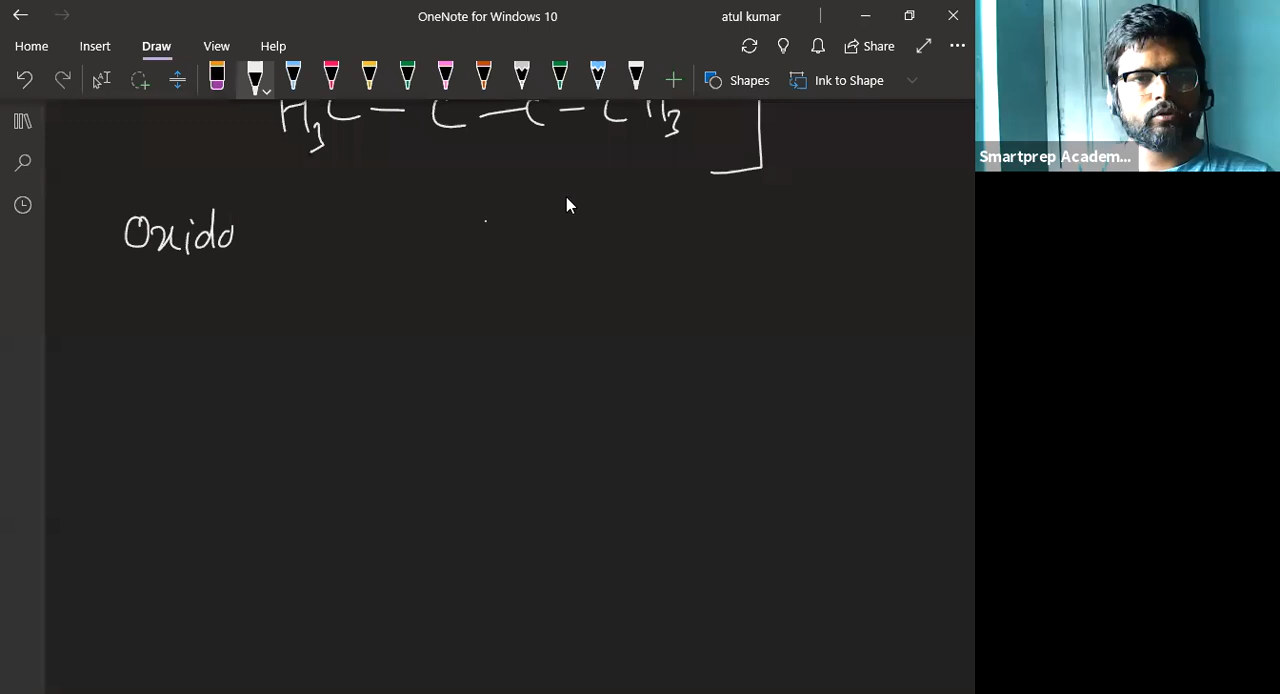 OneNote for Windows 10
atul kumar
Home
Insert
Draw
View
Help
Share
Shapes
Ink to Shape
H₃C - C - C - CH₃
Oxido
Smartprep Academ...